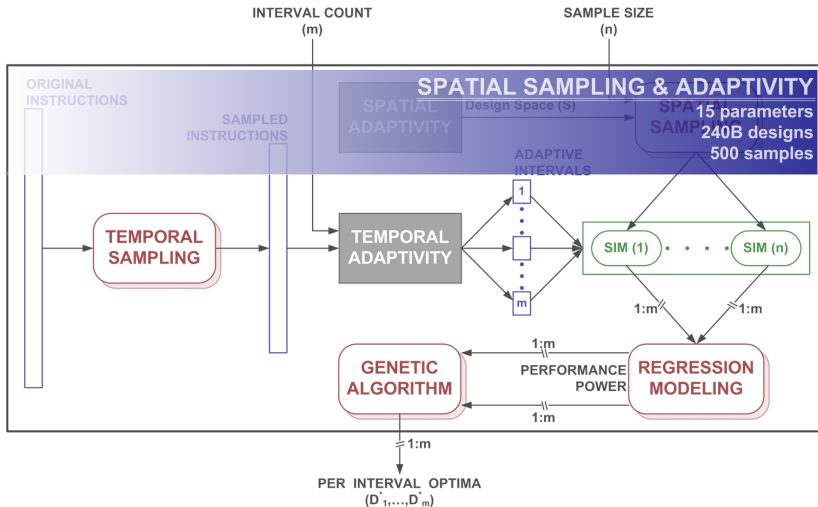 INTERVAL COUNT
(m)
SAMPLE SIZE
(n)
SPATIAL SAMPLING & ADAPTIVITY
15 parameters
240B designs
500 samples
ORIGINAL
INSTRUCTIONS
SAMPLED
INSTRUCTIONS
SPATIAL
ADAPTIVITY
Design Space (S)
SPATIAL
SAMPLING
ADAPTIVE
INTERVALS
1
m
TEMPORAL
SAMPLING
TEMPORAL
ADAPTIVITY
SIM (1)
SIM (n)
1:m
1:m
GENETIC
ALGORITHM
1:m
PERFORMANCE
POWER
1:m
REGRESSION
MODELING
1:m
PER INTERVAL OPTIMA
(D*1,...,D*m)